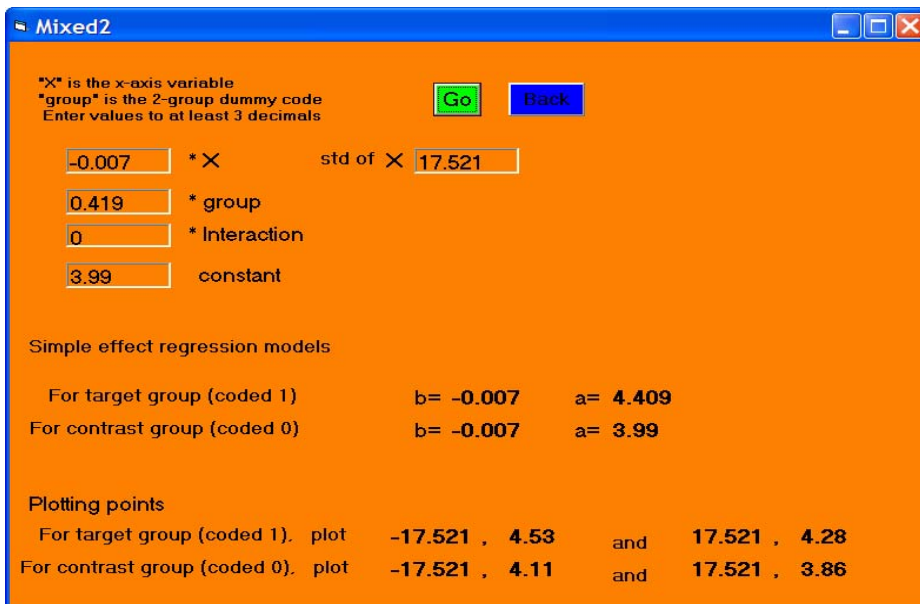 Mixed2
"X" is the x-axis variable
"group" is the 2-group dummy code
Enter values to at least 3 decimals
Go Back
-0.007 * X std of X 17.521
0.419 * group
0 * Interaction
3.99 constant
Simple effect regression models
For target group (coded 1) b= -0.007 a= 4.409
For contrast group (coded 0) b= -0.007 a= 3.99
Plotting points
For target group (coded 1), plot -17.521 , 4.53 and 17.521 , 4.28
For contrast group (coded 0), plot -17.521 , 4.11 and 17.521 , 3.86